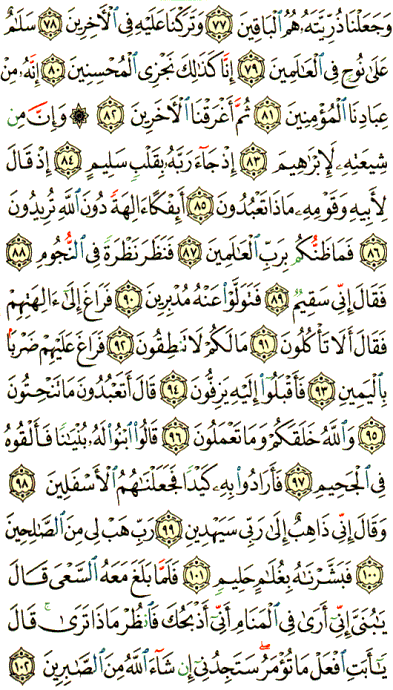 وَجَعَلْنَا ذُرِّيَّتَهُۥ هُمُ ٱلْبَاقِينَ ٧٧ وَتَرَكْنَا عَلَيْهِ فِى ٱلْأَخِرِينَ ٧٨ سَلَٰمٌ
عَلَىٰ نُوحٍ فِى ٱلْعَٰلَمِينَ ٧٩ إِنَّا كَذَٰلِكَ نَجْزِى ٱلْمُحْسِنِينَ ٨٠ إِنَّهُۥ مِنْ
عِبَادِنَا ٱلْمُؤْمِنِينَ ٨١ ثُمَّ أَغْرَقْنَا ٱلْأَخَرِينَ ٨٢ ۞ وَإِنَّ مِن
شِيعَتِهِۦ لَإِبْرَٰهِيمَ ٨٣ إِذْ جَآءَ رَبَّهُۥ بِقَلْبٍ سَلِيمٍ ٨٤ إِذْ قَالَ
لِأَبِيهِ وَقَوْمِهِۦ مَاذَا تَعْبُدُونَ ٨٥ أَئِفْكًا ءَالِهَةً دُونَ ٱللَّهِ تُرِيدُونَ
٨٦ فَمَا ظَنُّكُم بِرَبِّ ٱلْعَٰلَمِينَ ٨٧ فَنَظَرَ نَظْرَةً فِى ٱلنُّجُومِ ٨٨
فَقَالَ إِنِّى سَقِيمٌ ٨٩ فَتَوَلَّوْا۟ عَنْهُ مُدْبِرِينَ ٩٠ فَرَاغَ إِلَىٰٓ ءَالِهَتِهِمْ
فَقَالَ أَلَا تَأْكُلُونَ ٩١ مَا لَكُمْ لَا تَنطِقُونَ ٩٢ فَرَاغَ عَلَيْهِمْ ضَرْبًۢا
بِٱلْيَمِينِ ٩٣ فَأَقْبَلُوٓا۟ إِلَيْهِ يَزِفُّونَ ٩٤ قَالَ أَتَعْبُدُونَ مَا تَنْحِتُونَ
٩٥ وَٱللَّهُ خَلَقَكُمْ وَمَا تَعْمَلُونَ ٩٦ قَالُوا۟ ٱبْنُوا۟ لَهُۥ بُنْيَٰنًا فَأَلْقُوهُ
فِى ٱلْجَحِيمِ ٩٧ فَأَرَادُوا۟ بِهِۦ كَيْدًا فَجَعَلْنَٰهُمُ ٱلْأَسْفَلِينَ ٩٨
وَقَالَ إِنِّى ذَاهِبٌ إِلَىٰ رَبِّى سَيَهْدِينِ ٩٩ رَبِّ هَبْ لِى مِنَ ٱلصَّٰلِحِينَ
١٠٠ فَبَشَّرْنَٰهُ بِغُلَٰمٍ حَلِيمٍ ١٠١ فَلَمَّا بَلَغَ مَعَهُ ٱلسَّعْىَ قَالَ
يَٰبُنَىَّ إِنِّىٓ أَرَىٰ فِى ٱلْمَنَامِ أَنِّىٓ أَذْبَحُكَ فَٱنظُرْ مَاذَا تَرَىٰ ۚ قَالَ
يَٰٓأَبَتِ ٱفْعَلْ مَا تُؤْمَرُ ۖ سَتَجِدُنِىٓ إِن شَآءَ ٱللَّهُ مِنَ ٱلصَّٰبِرِينَ ١٠٢